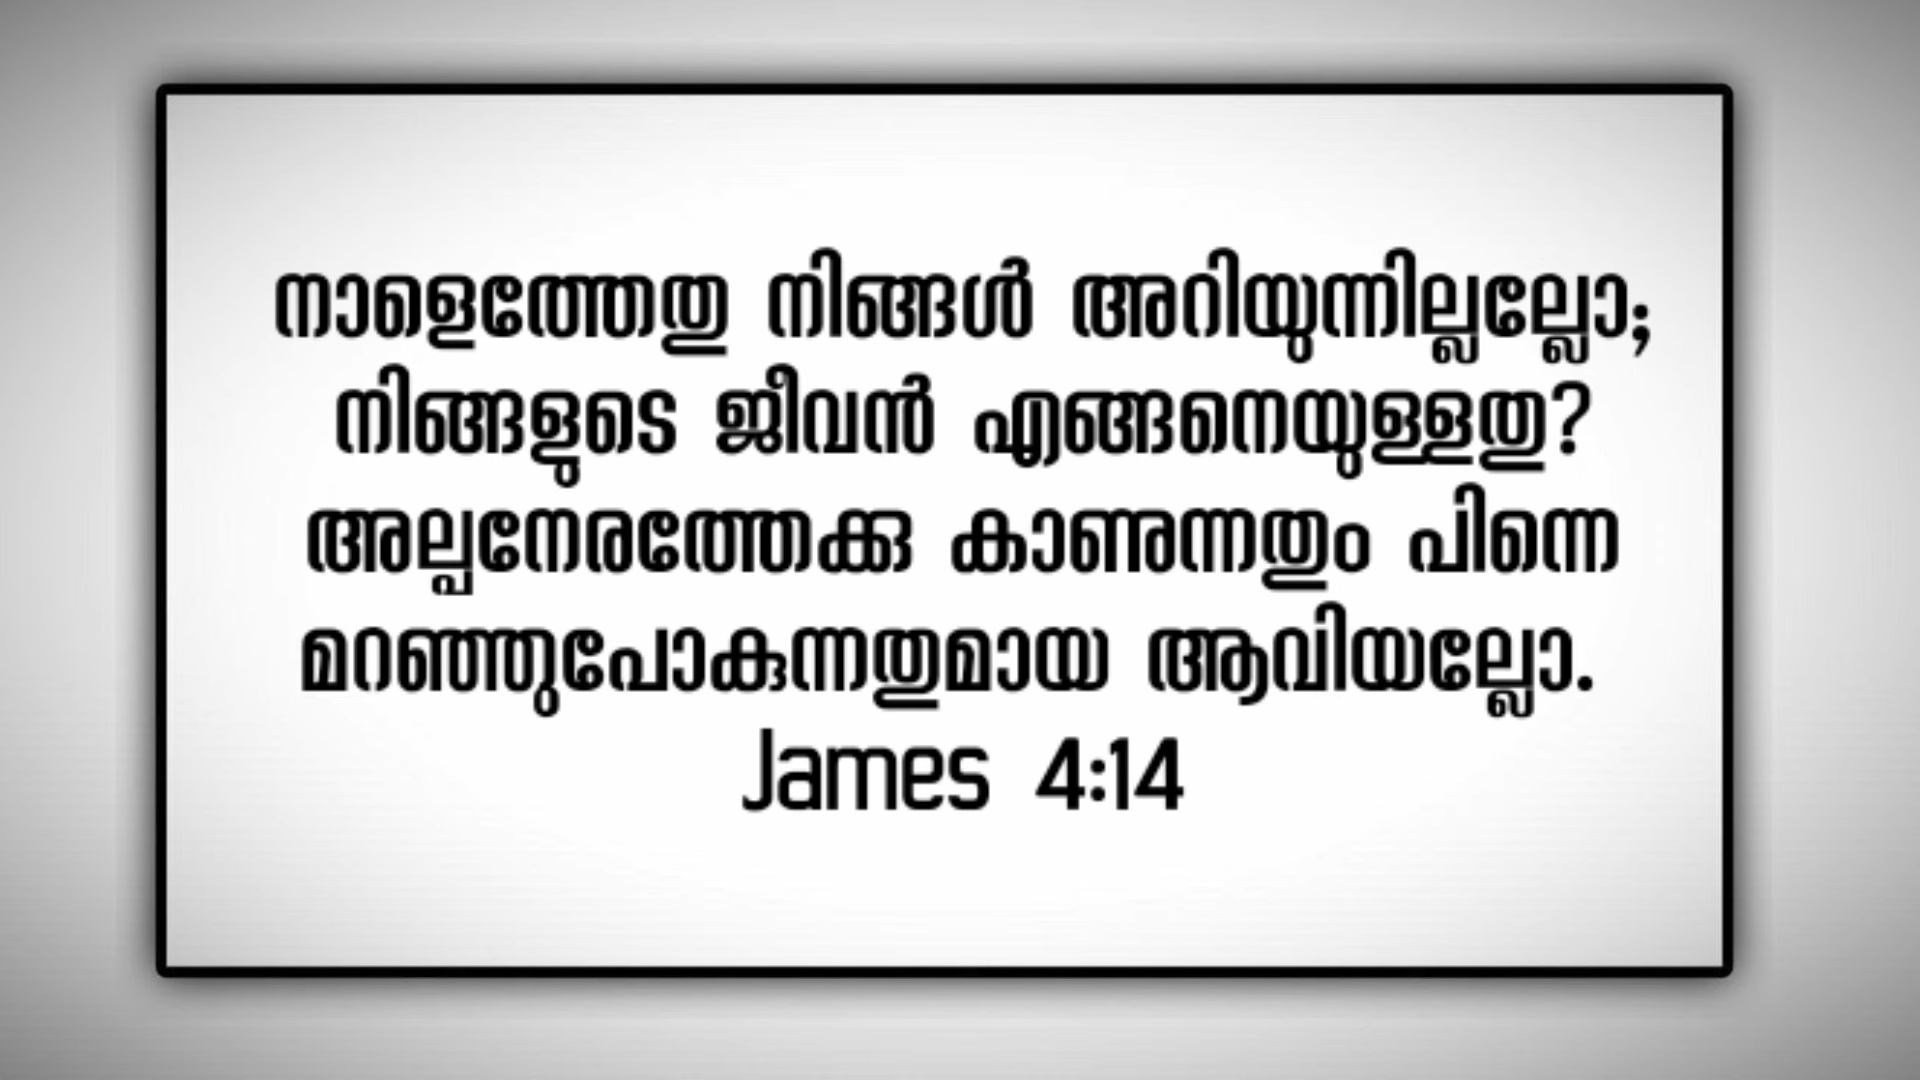 നാളെത്തേതു നിങ്ങൾ അറിയുന്നില്ലല്ലോ;
നിങ്ങളുടെ ജീവൻ എങ്ങനെയുള്ളതു?
അല്പനേരത്തേക്കു കാണുന്നതും പിന്നെ
മറഞ്ഞുപോകുന്നതുമായ ആവിയല്ലോ.
James 4:14